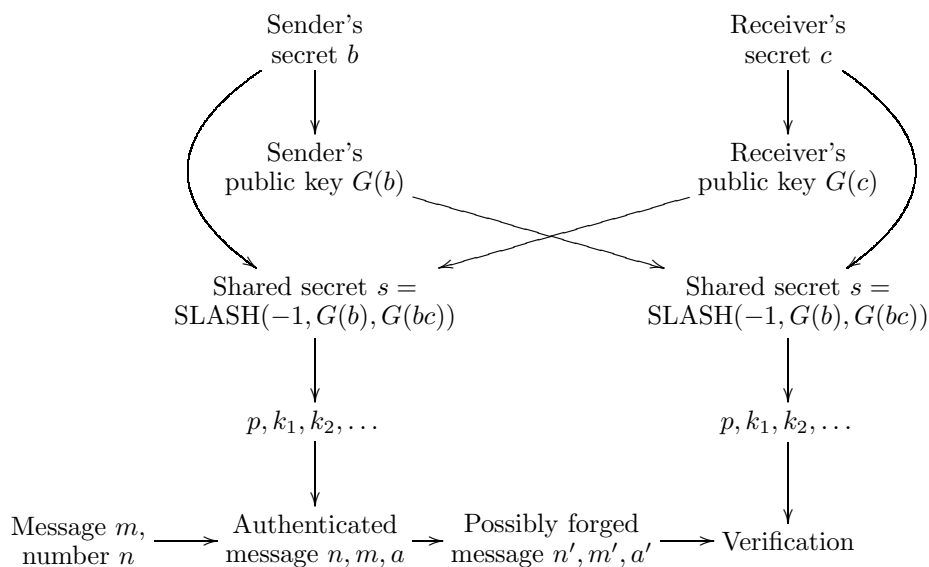 Sender's
secret b
Receiver's
secret c
Sender's
public key G(b)
Receiver's
public key G(c)
Shared secret s =
SLASH(−1, G(b), G(bc))
Shared secret s =
SLASH(−1, G(b), G(bc))
p, k₁, k₂, . . .
p, k₁, k₂, . . .
Message m,
number n
Authenticated
message n, m, a
Possibly forged
message n′, m′, a′
Verification